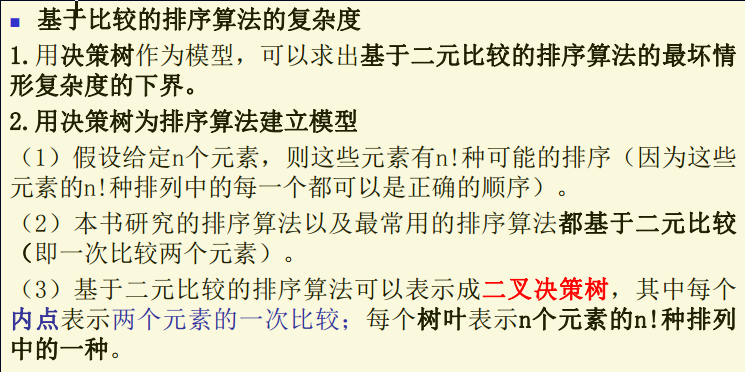 ■ 基于比较的排序算法的复杂度
1.用决策树作为模型，可以求出基于二元比较的排序算法的最坏情
形复杂度的下界。
2.用决策树为排序算法建立模型
（1）假设给定n个元素，则这些元素有n!种可能的排序（因为这些
元素的n!种排列中的每一个都可以是正确的顺序）。
（2）本书研究的排序算法以及最常用的排序算法都基于二元比较
（即一次比较两个元素）。
（3）基于二元比较的排序算法可以表示成二叉决策树，其中每个
内点表示两个元素的一次比较；每个树叶表示n个元素的n!种排列
中的一种。